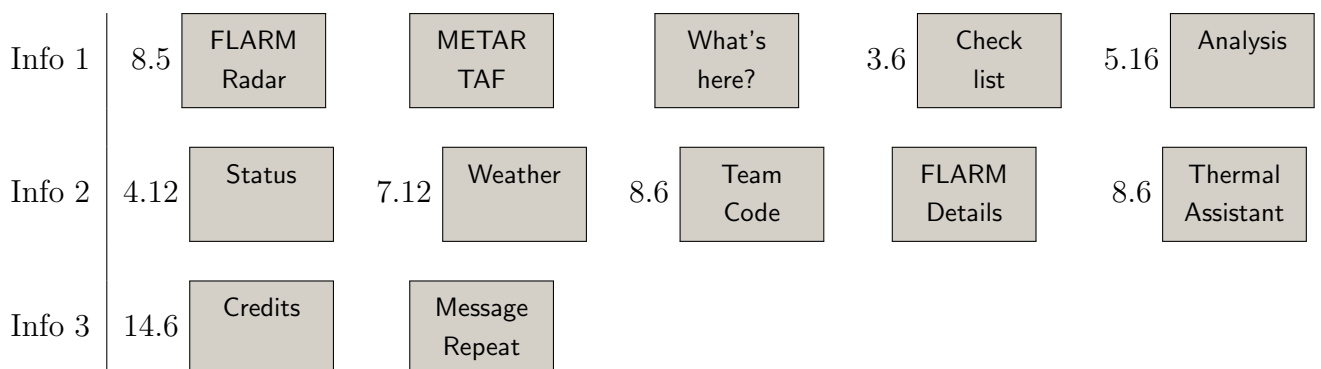 Info 1 8.5 FLARM Radar METAR TAF What's here? 3.6 Check list 5.16 Analysis
Info 2 4.12 Status 7.12 Weather 8.6 Team Code FLARM Details 8.6 Thermal Assistant
Info 3 14.6 Credits Message Repeat